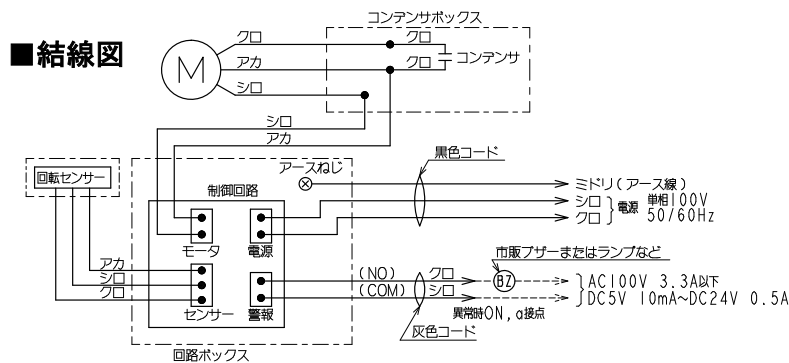 コンデンサボックス
■結線図
クロ
クロ
M
アカ
クロ
コンデンサ
シロ
シロ
アカ
黒色コード
アースねじ
回転センサー
制御回路
ミドリ(アース線)
シロ
クロ
電源
単相100V
50/60Hz
モータ
電源
市販ブザーまたはランプなど
アカ
シロ
クロ
(NO)
クロ
BZ
AC100V 3.3A以下
(COM)
シロ
DC5V 10mA~DC24V 0.5A
センサー
警報
異常時ON,a接点
灰色コード
回路ボックス